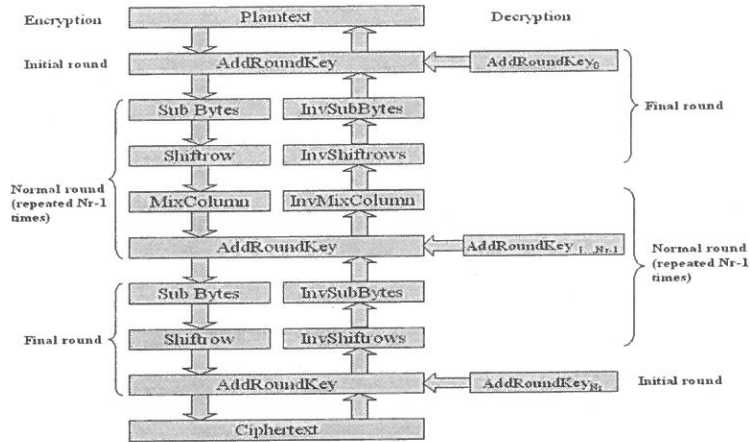 Encryption
Plaintext
Decryption
Initial round
AddRoundKey
AddRoundKey0
Sub Bytes
InvSubBytes
Final round
Shiftrow
InvShiftrows
Normal round
(repeated Nr-1
times)
MixColumn
InvMixColumn
AddRoundKey
AddRoundKey 1...Nr-1
Normal round
(repeated Nr-1
times)
Sub Bytes
InvSubBytes
Final round
Shiftrow
InvShiftrows
AddRoundKey
AddRoundKeyNr
Initial round
Ciphertext